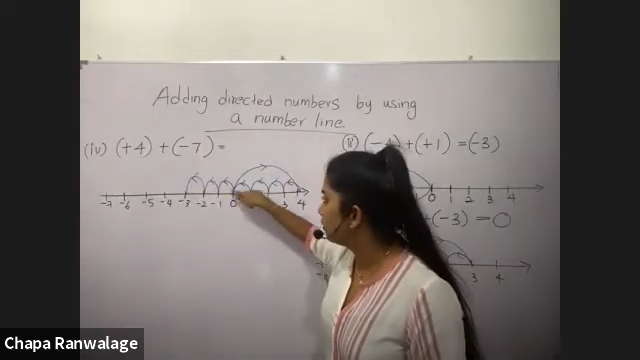 Adding directed numbers by using
a number line
(iv) (+4) + (-7) =
-7 -6 -5 -4 -3 -2 -1 0 3 4
(-4) + (+1) = (-3)
0 1 2 3 4
+ (-3) = 0
3 4
Chapa Ranwalage